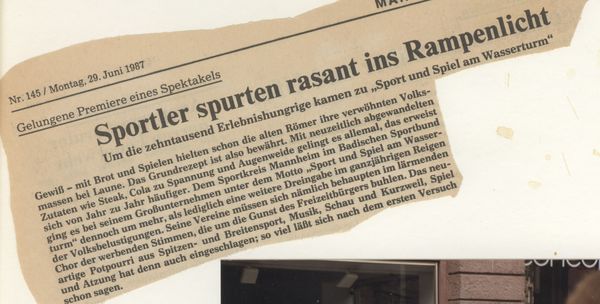 MAN
Nr. 145 / Montag, 29. Juni 1987
Gelungene Premiere eines Spektakels
Sportler spurten rasant ins Rampenlicht
Um die zehntausend Erlebnishungrige kamen zu „Sport und Spiel am Wasserturm“
Gewiß – mit Brot und Spielen hielten schon die alten Römer ihre verwöhnten Volks-
massen bei Laune. Das Grundrezept ist also bewährt. Mit neuzeitlich abgewandelten
Zutaten wie Steak, Cola zu Spannung und Augenweide gelingt es allemal, das erweist
sich von Jahr zu Jahr häufiger. Dem Sportkreis Mannheim im Badischen Sportbund
ging es bei seinem Großunternehmen unter dem Motto „Sport und Spiel am Wasser-
turm“ dennoch um mehr, als lediglich eine weitere Dreingabe im ganzjährigen Reigen
der Volksbelustigungen. Seine Vereine müssen sich nämlich behaupten im lärmenden
Chor der werbenden Stimmen, die um die Gunst des Freizeitbürgers buhlen. Das neu-
artige Potpourri aus Spitzen- und Breitensport, Musik, Schau und Kurzweil, Spiel
und Atzung hat denn auch eingeschlagen; so viel läßt sich nach dem ersten Versuch
schon sagen.